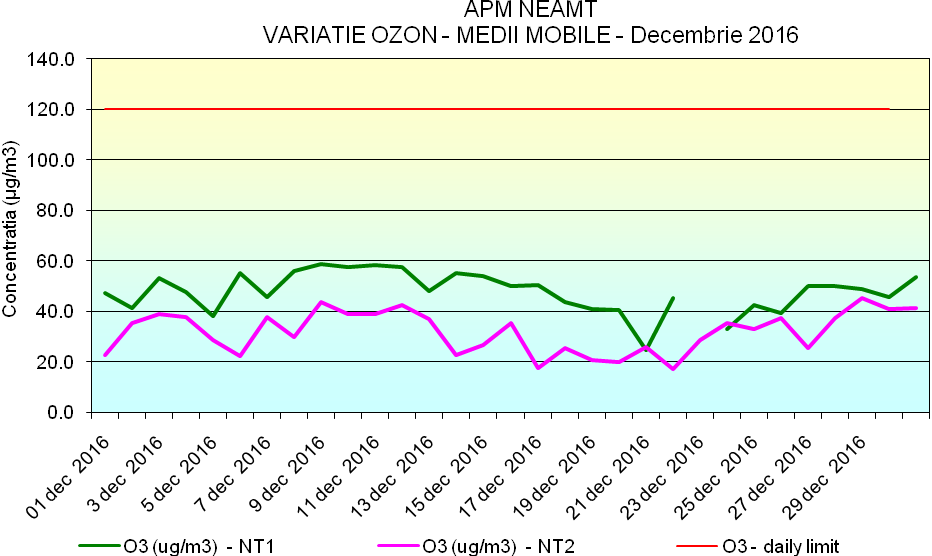 APM NEAMT
VARIATIE OZON - MEDII MOBILE - Decembrie 2016
Concentratia (µg/m3)
140.0
120.0
100.0
80.0
60.0
40.0
20.0
0.0
01 dec 2016
3 dec 2016
5 dec 2016
7 dec 2016
9 dec 2016
11 dec 2016
13 dec 2016
15 dec 2016
17 dec 2016
19 dec 2016
21 dec 2016
23 dec 2016
25 dec 2016
27 dec 2016
29 dec 2016
O3 (ug/m3) - NT1
O3 (ug/m3) - NT2
O3 - daily limit